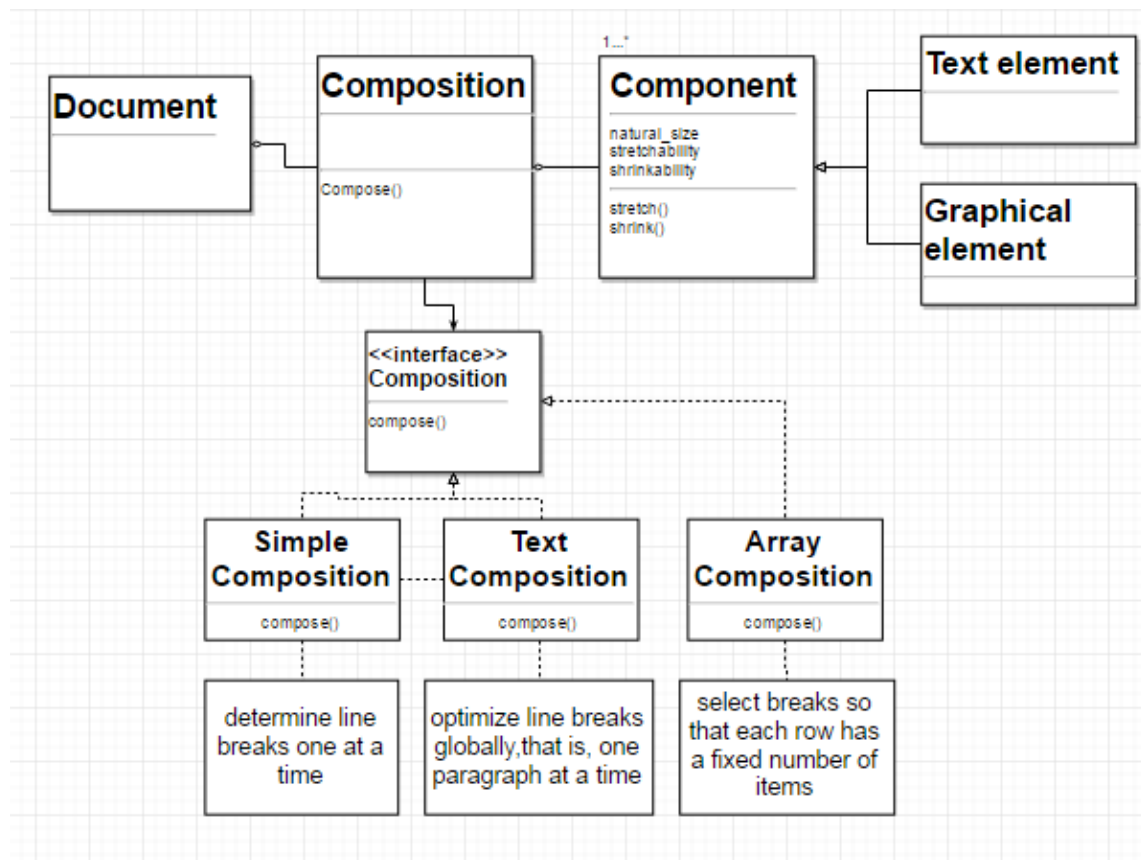 Document
Composition
Compose()
1...*
Component
natural_size
stretchability
shrinkability
stretch()
shrink()
Text element
Graphical
element
<<interface>>
Composition
compose()
Simple
Composition
compose()
Text
Composition
compose()
Array
Composition
compose()
determine line
breaks one at a
time
optimize line breaks
globally,that is, one
paragraph at a time
select breaks so
that each row has
a fixed number of
items